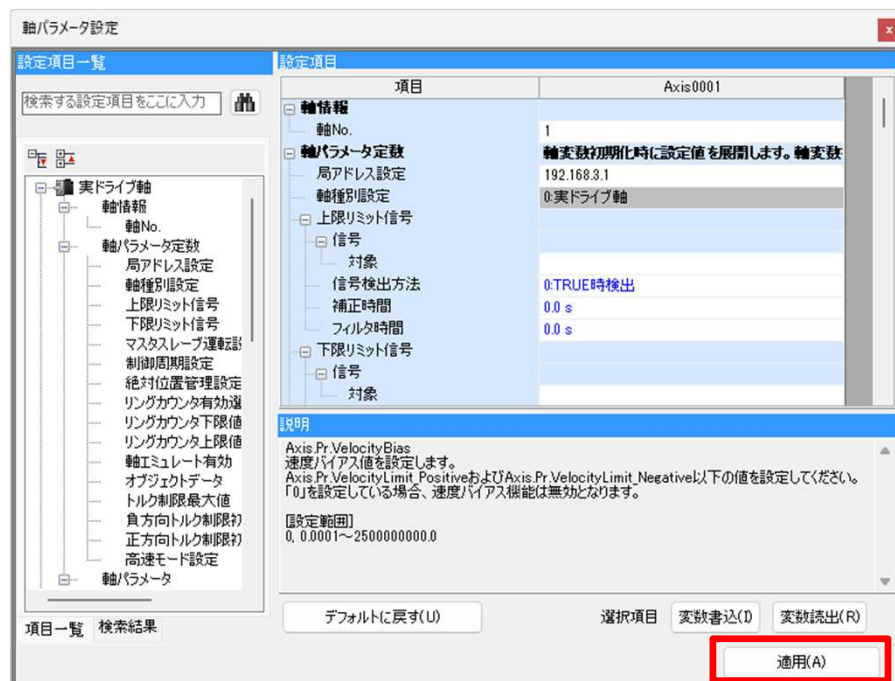 軸パラメータ設定
x
設定項目一覧
検索する設定項目をここに入力
実ドライブ軸
軸情報
軸No.
軸パラメータ定数
局アドレス設定
軸種別設定
上限リミット信号
下限リミット信号
マスタスレーブ運転設
制御周期設定
絶対位置管理設定
リングカウンタ有効選
リングカウンタ下限値
リングカウンタ上限値
軸エミュレート有効
オブジェクトデータ
トルク制限最大値
負方向トルク制限初
正方向トルク制限初
高速モード設定
軸パラメータ
項目一覧 検索結果
設定項目
項目 Axis0001
軸情報
軸No. 1
軸パラメータ定数 軸変数初期化時に設定値を展開します。軸変数
局アドレス設定 192.168.3.1
軸種別設定 0:実ドライブ軸
上限リミット信号
信号
対象
信号検出方法 0:TRUE時検出
補正時間 0.0 s
フィルタ時間 0.0 s
下限リミット信号
信号
対象
説明
Axis.Pr.VelocityBias
速度バイアス値を設定します。
Axis.Pr.VelocityLimit_PositiveおよびAxis.Pr.VelocityLimit_Negative以下の値を設定してください。
「0」を設定している場合、速度バイアス機能は無効となります。
[設定範囲]
0, 0.0001～2500000000.0
デフォルトに戻す(U) 選択項目 変数書込(I) 変数読出(R)
適用(A)